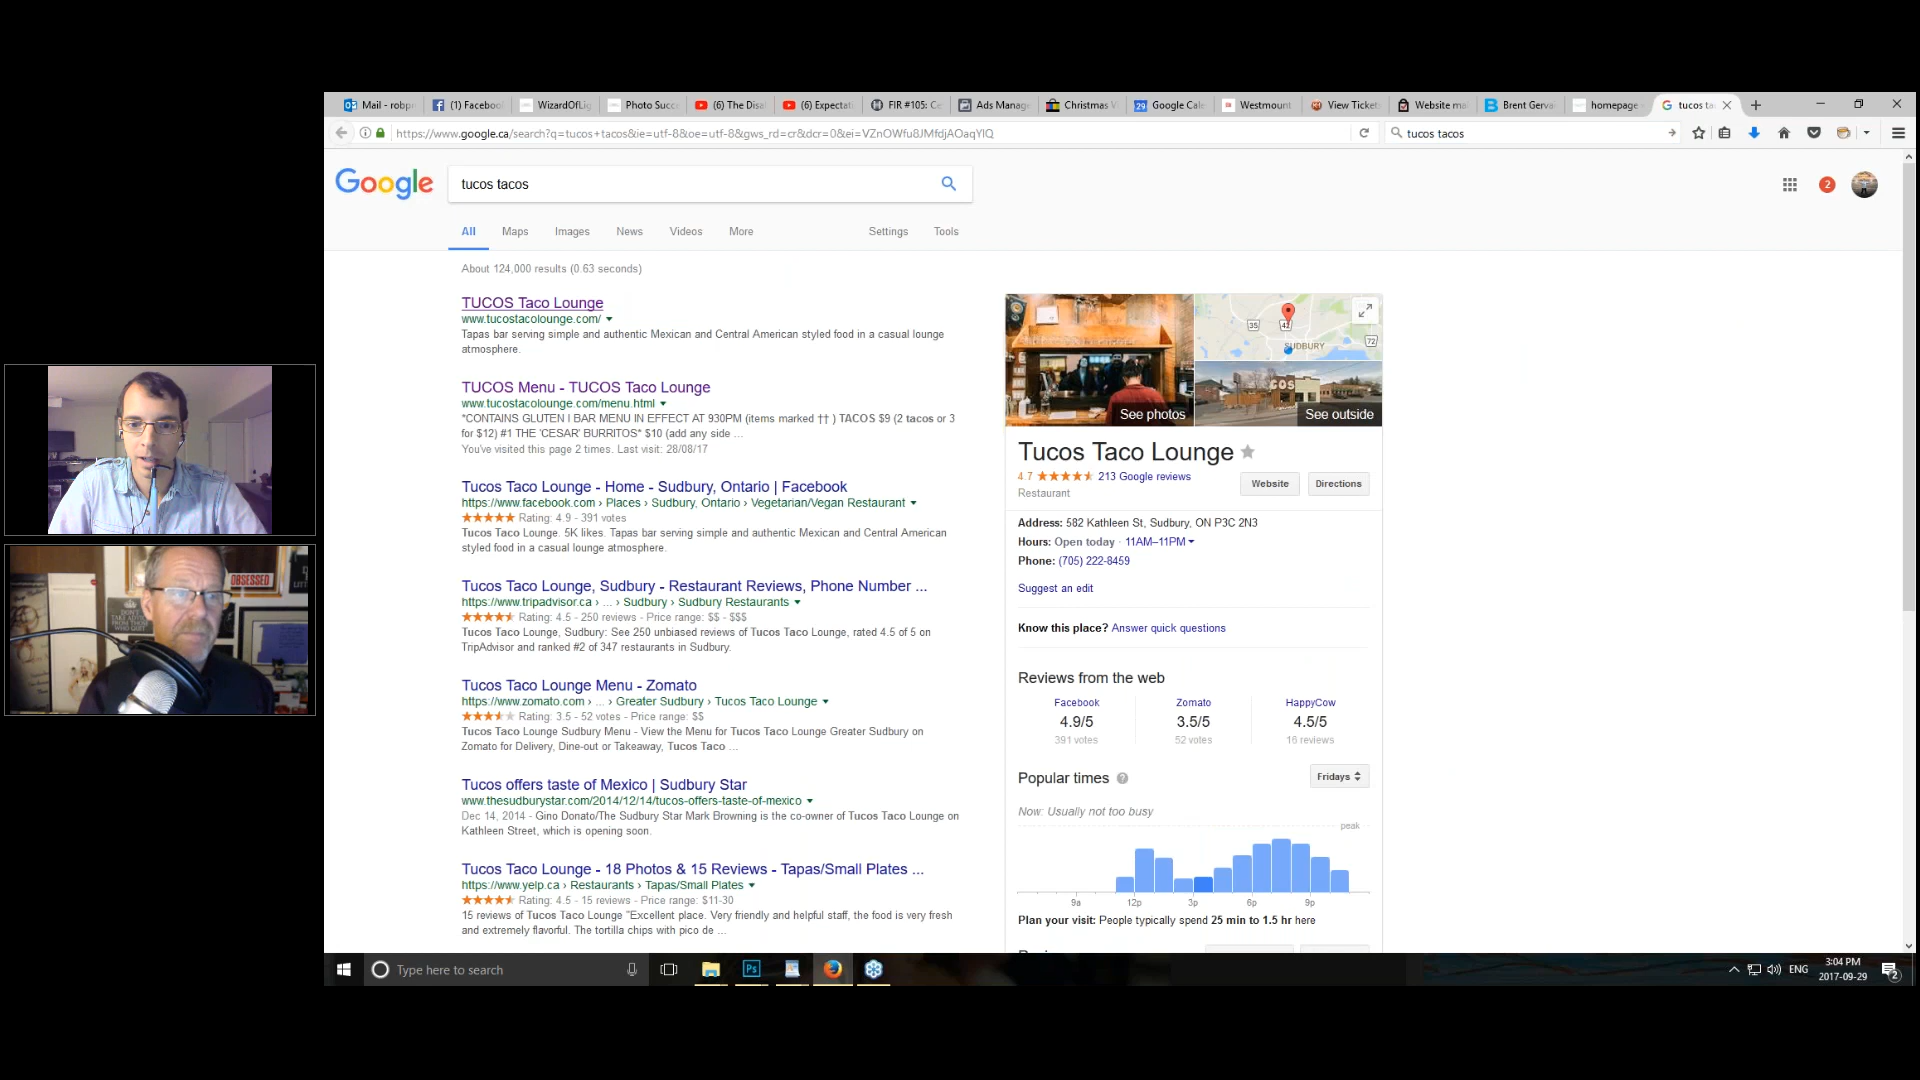 Mail - robp
(1) Facebook
WizardOfLig
Photo Succ
(6) The Disa
(6) Expectati
FIR #105: Ce
Ads Manage
Christmas V
Google Cale
Westmount
View Ticket
Website ma
Brent Gerva
homepage
tucos ta
https://www.google.ca/search?q=tucos+tacos&ie=utf-8&oe=utf-8&gws_rd=cr&dcr=0&ei=VZnOWfu8JMfdjAOaqYlQ
tucos tacos
Google
tucos tacos
2
All Maps Images News Videos More Settings Tools
About 124,000 results (0.63 seconds)
TUCOS Taco Lounge
www.tucostacolounge.com/
Tapas bar serving simple and authentic Mexican and Central American styled food in a casual lounge
atmosphere.
TUCOS Menu - TUCOS Taco Lounge
www.tucostacolounge.com/menu.html
*CONTAINS GLUTEN | BAR MENU IN EFFECT AT 930PM (items marked †† ) TACOS $9 (2 tacos or 3
for $12) #1 THE 'CESAR' BURRITOS* $10 (add any side ...
You've visited this page 2 times. Last visit: 28/08/17
Tucos Taco Lounge - Home - Sudbury, Ontario | Facebook
https://www.facebook.com › Places › Sudbury, Ontario › Vegetarian/Vegan Restaurant
Rating: 4.9 - 391 votes
Tucos Taco Lounge. 5K likes. Tapas bar serving simple and authentic Mexican and Central American
styled food in a casual lounge atmosphere.
Tucos Taco Lounge, Sudbury - Restaurant Reviews, Phone Number ...
https://www.tripadvisor.ca › ... › Sudbury › Sudbury Restaurants
Rating: 4.5 - 250 reviews - Price range: $$ - $$$
Tucos Taco Lounge, Sudbury: See 250 unbiased reviews of Tucos Taco Lounge, rated 4.5 of 5 on
TripAdvisor and ranked #2 of 347 restaurants in Sudbury.
Tucos Taco Lounge Menu - Zomato
https://www.zomato.com › ... › Greater Sudbury › Tucos Taco Lounge
Rating: 3.5 - 52 votes - Price range: $$
Tucos Taco Lounge Sudbury Menu - View the Menu for Tucos Taco Lounge Greater Sudbury on
Zomato for Delivery, Dine-out or Takeaway, Tucos Taco ...
Tucos offers taste of Mexico | Sudbury Star
www.thesudburystar.com/2014/12/14/tucos-offers-taste-of-mexico
Dec 14, 2014 - Gino Donato/The Sudbury Star Mark Browning is the co-owner of Tucos Taco Lounge on
Kathleen Street, which is opening soon.
Tucos Taco Lounge - 18 Photos & 15 Reviews - Tapas/Small Plates ...
https://www.yelp.ca › Restaurants › Tapas/Small Plates
Rating: 4.5 - 15 reviews - Price range: $11-30
15 reviews of Tucos Taco Lounge "Excellent place. Very friendly and helpful staff, the food is very fresh
and extremely flavorful. The tortilla chips with pico de ...
35
SUDBURY
72
See photos
See outside
Tucos Taco Lounge
4.7 213 Google reviews
Restaurant
Website
Directions
Address: 582 Kathleen St, Sudbury, ON P3C 2N3
Hours: Open today · 11AM–11PM
Phone: (705) 222-8459
Suggest an edit
Know this place? Answer quick questions
Reviews from the web
Facebook Zomato HappyCow
4.9/5 3.5/5 4.5/5
391 votes 52 votes 16 reviews
Popular times
Fridays
Now: Usually not too busy
peak
9a 12p 3p 6p 9p
Plan your visit: People typically spend 25 min to 1.5 hr here
OBSESSED
Type here to search
Ps
ENG
3:04 PM
2017-09-29
2